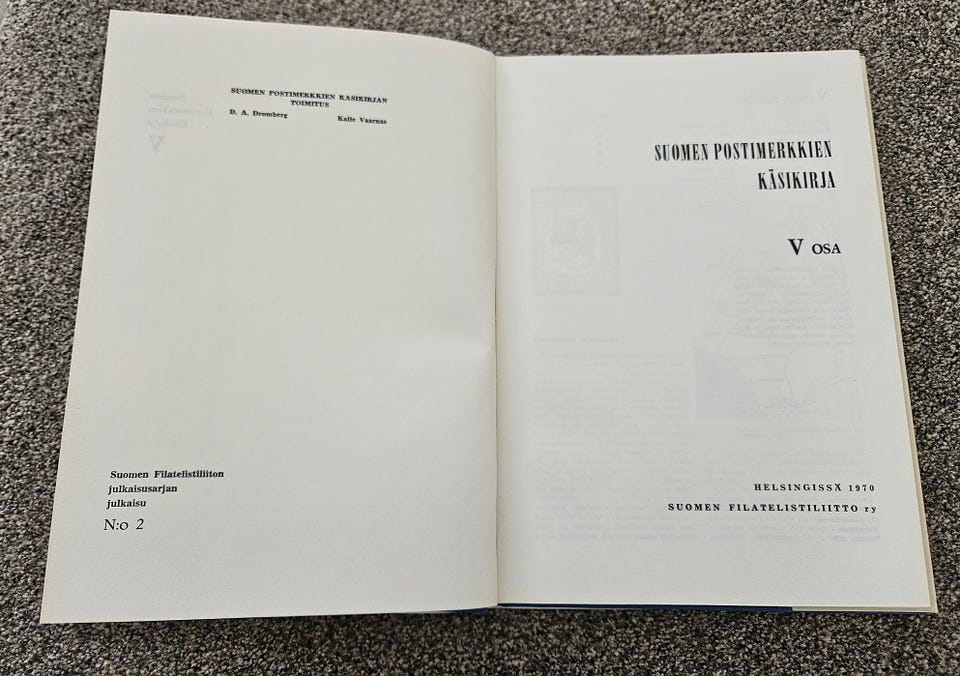 SUOMEN POSTIMERKKIEN KÄSIKIRJAN
TOIMITUS
D. A. Dromberg Kalle Vaarnas
Suomen Filatelistiliiton
julkaisusarjan
julkaisu
N:o 2
SUOMEN POSTIMERKKIEN
KÄSIKIRJA
V OSA
HELSINGISSÄ 1970
SUOMEN FILATELISTILIITTO ry